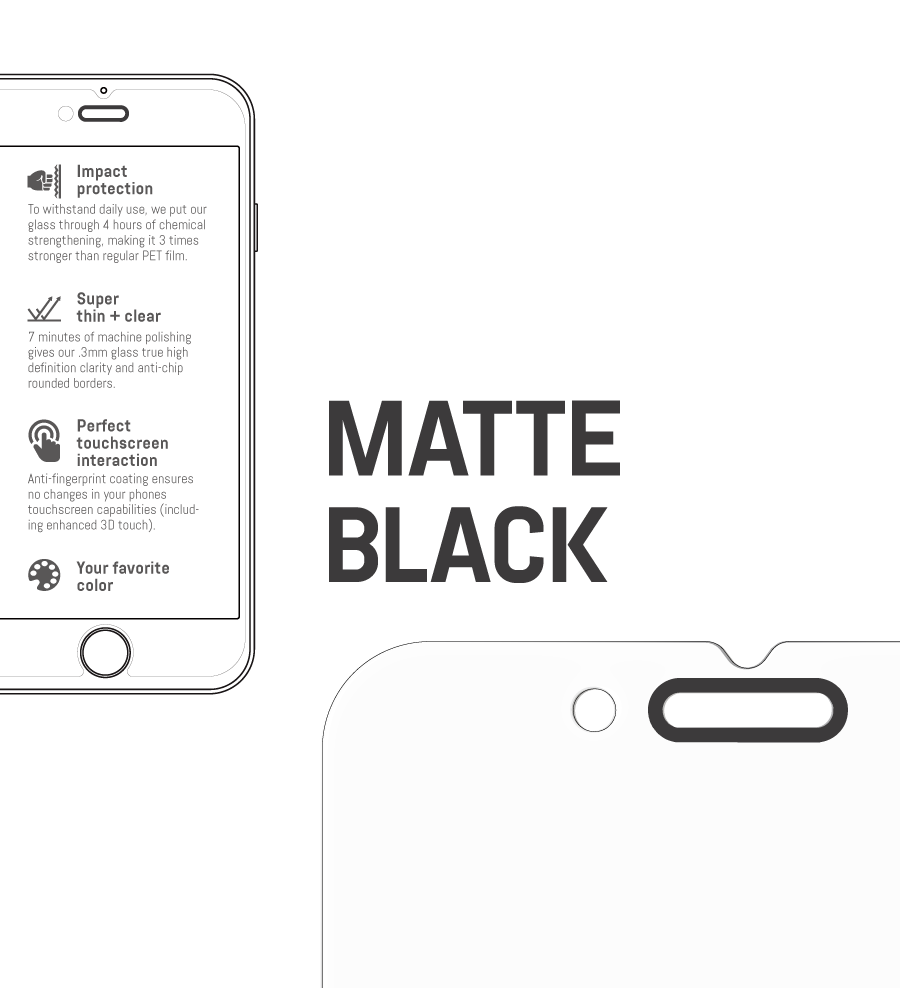 Impact
protection
To withstand daily use, we put our
glass through 4 hours of chemical
strengthening, making it 3 times
stronger than regular PET film.
Super
thin + clear
7 minutes of machine polishing
gives our .3mm glass true high
definition clarity and anti-chip
rounded borders.
Perfect
touchscreen
interaction
Anti-fingerprint coating ensures
no changes in your phones
touchscreen capabilities (includ-
ing enhanced 3D touch).
Your favorite
color
MATTE
BLACK